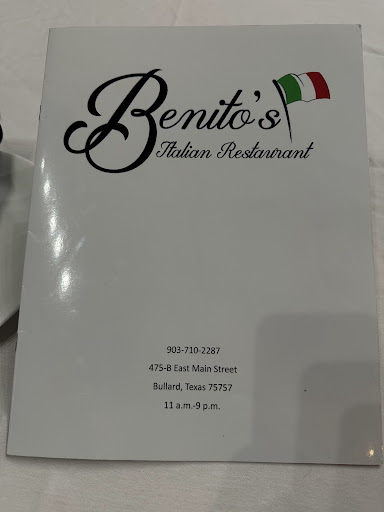 Benito's
Italian Restaurant
903-710-2287
475-B East Main Street
Bullard, Texas 75757
11 a.m.-9 p.m.